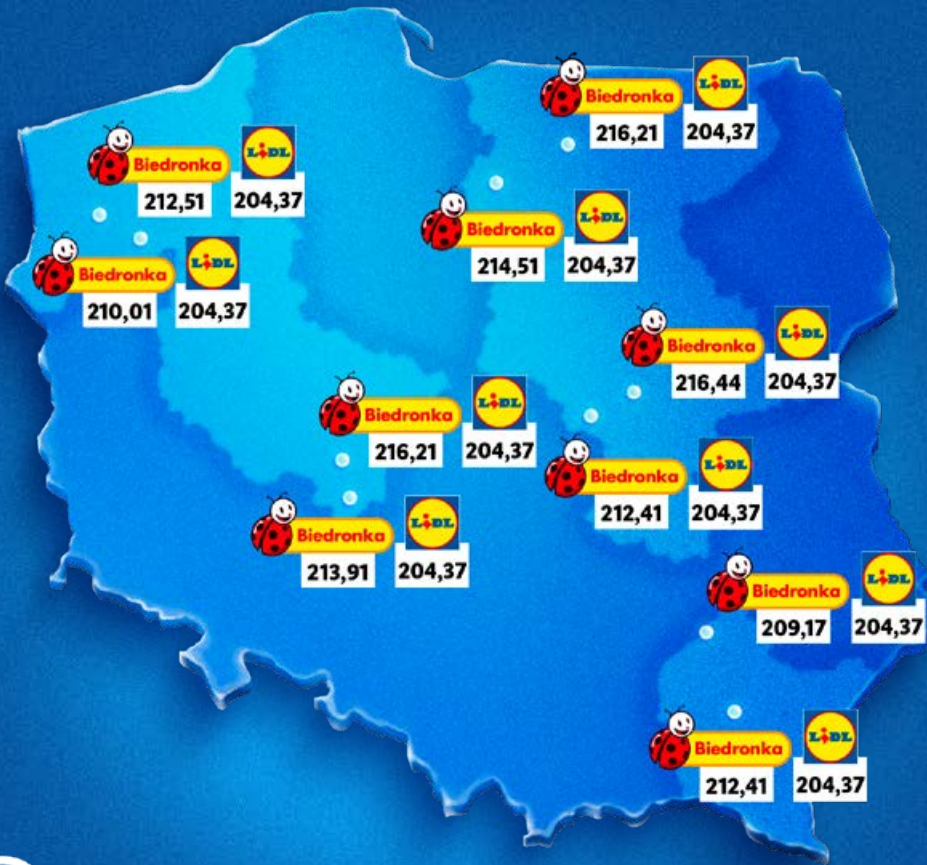 Biedronka LIDL
216,21 204,37
Biedronka LIDL
212,51 204,37
Biedronka LIDL
214,51 204,37
Biedronka LIDL
210,01 204,37
Biedronka LIDL
216,44 204,37
Biedronka LIDL
216,21 204,37
Biedronka LIDL
212,41 204,37
Biedronka LIDL
213,91 204,37
Biedronka LIDL
209,17 204,37
Biedronka LIDL
212,41 204,37